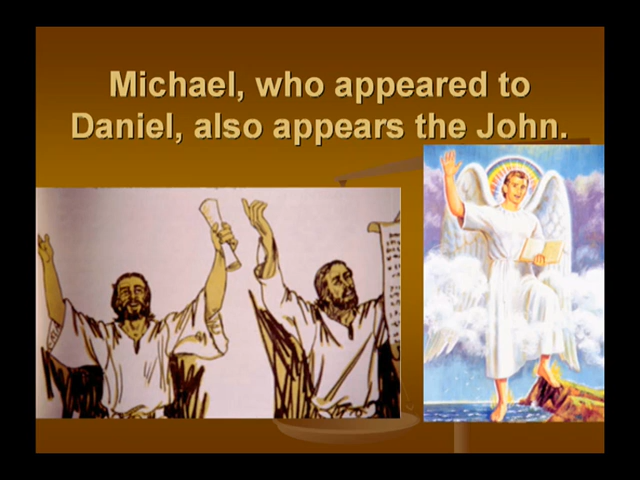 Michael, who appeared to
Daniel, also appears the John.